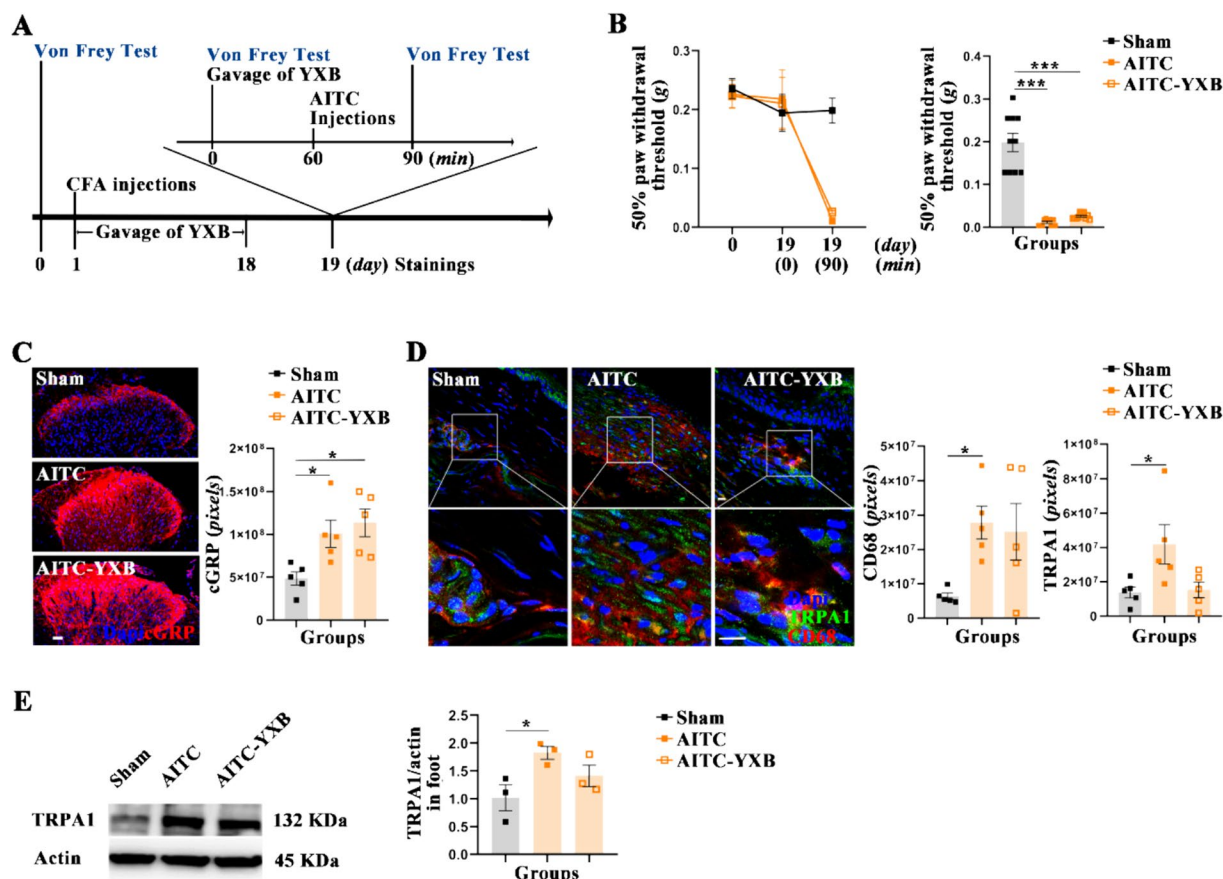 A
Von Frey Test
Von Frey Test
Von Frey Test
Gavage of YXB
AITC
Injections
0
60
90 (min)
CFA injections
Gavage of YXB
0
1
18
19 (day) Stainings
B
50% paw withdrawal
threshold (g)
0.3
0.2
0.1
0.0
0
19
19
(day)
(0)
(90)
(min)
50% paw withdrawal
threshold (g)
0.4
0.3
0.2
0.1
0.0
***
***
Groups
Sham
AITC
AITC-YXB
C
Sham
AITC
AITC-YXB
Dapi
cGRP
Sham
AITC
AITC-YXB
cGRP (pixels)
2×10⁸
1.5×10⁸
1×10⁸
5×10⁷
0
*
*
Groups
D
Sham
AITC
AITC-YXB
Dapi
TRPA1
CD68
Sham
AITC
AITC-YXB
CD68 (pixels)
5×10⁷
4×10⁷
3×10⁷
2×10⁷
1×10⁷
0
*
Groups
TRPA1 (pixels)
1×10⁸
8×10⁷
6×10⁷
4×10⁷
2×10⁷
0
*
Groups
E
Sham
AITC
AITC-YXB
TRPA1
132 KDa
Actin
45 KDa
TRPA1/actin
in foot
2.5
2.0
1.5
1.0
0.5
0.0
*
Groups
Sham
AITC
AITC-YXB